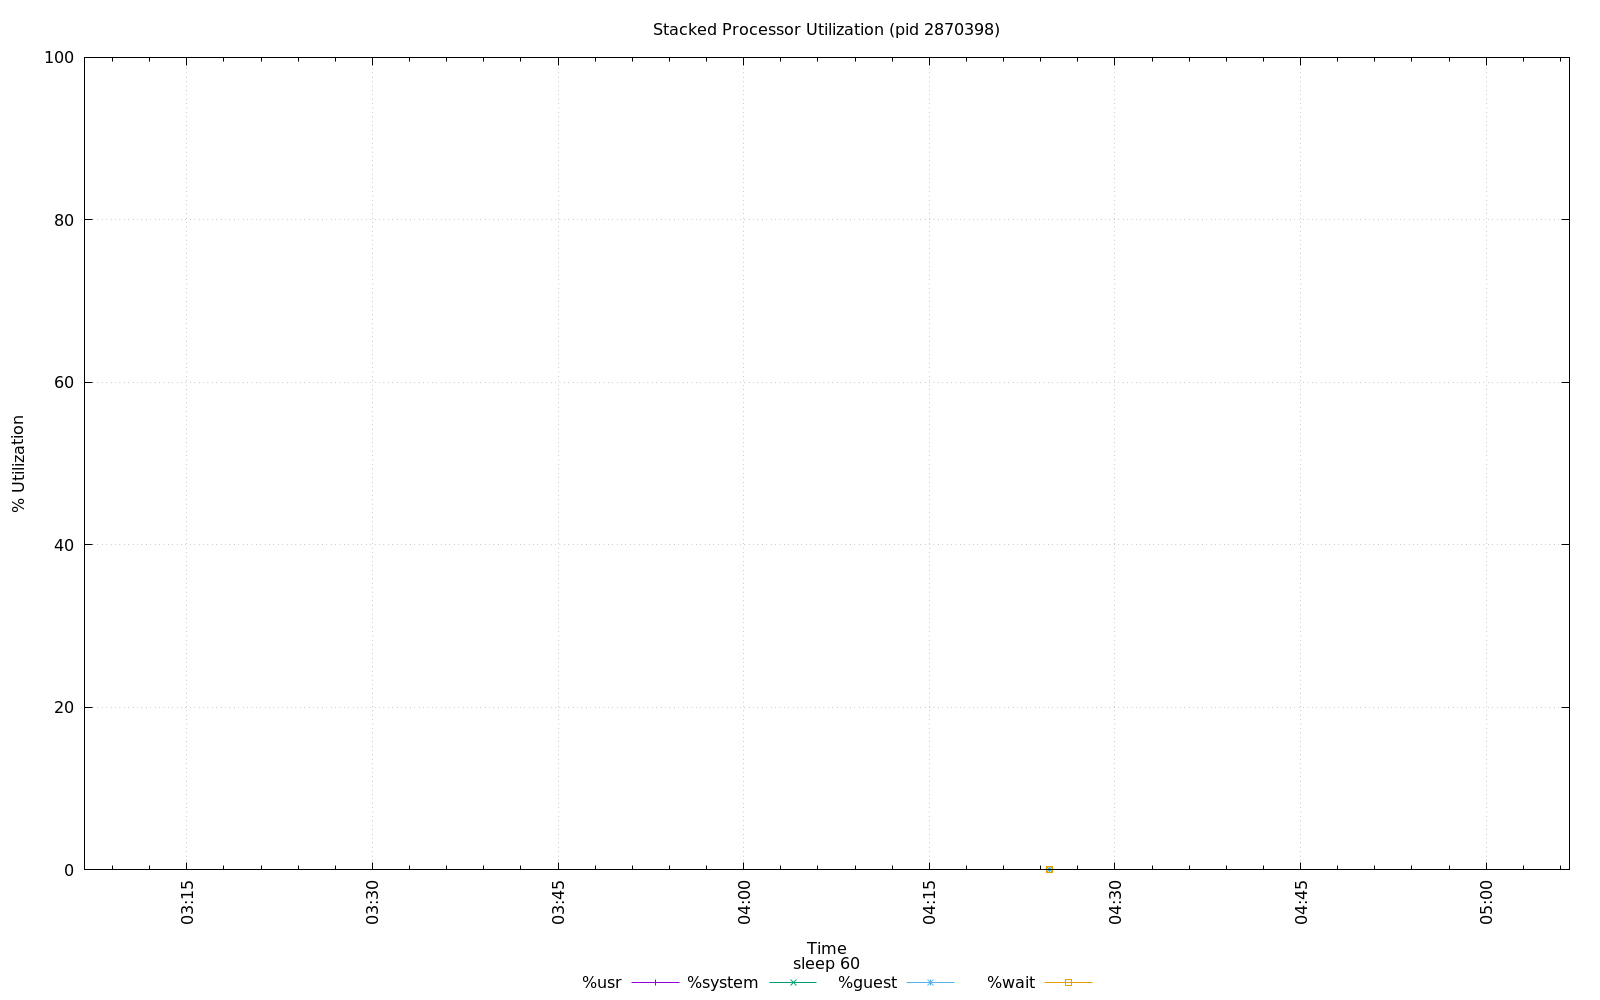 Stacked Processor Utilization (pid 2870398)
100
80
60
40
20
0
% Utilization
03:15 03:30 03:45 04:00 04:15 04:30 04:45 05:00
Time
sleep 60
%usr %system %guest %wait